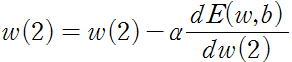 w(2) = w(2) − α dE(w,b)/dw(2)